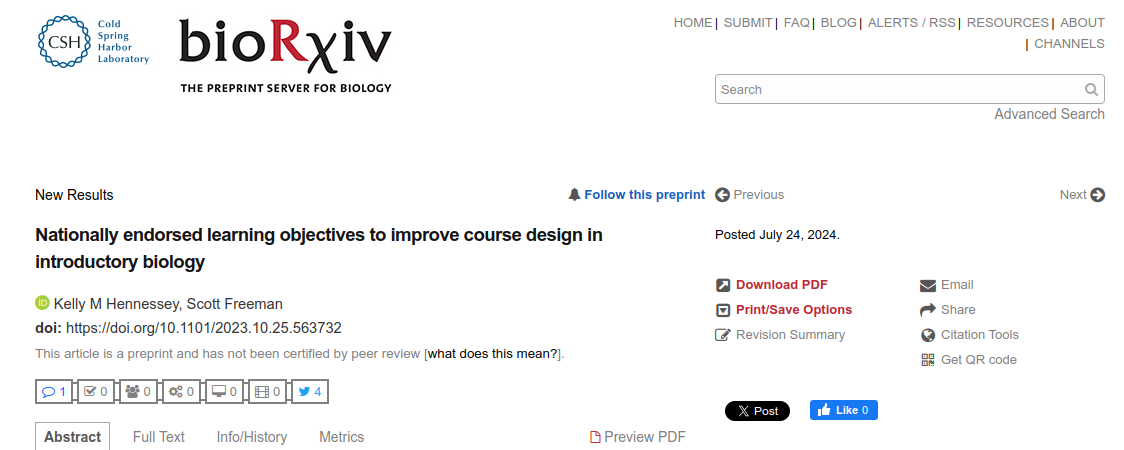 Cold
Spring
Harbor
Laboratory
CSH
bioRxiv
THE PREPRINT SERVER FOR BIOLOGY
HOME | SUBMIT | FAQ | BLOG | ALERTS / RSS | RESOURCES | ABOUT
| CHANNELS
Search
Advanced Search
New Results
Follow this preprint
Previous
Next
Nationally endorsed learning objectives to improve course design in
introductory biology
iD Kelly M Hennessey, Scott Freeman
doi: https://doi.org/10.1101/2023.10.25.563732
This article is a preprint and has not been certified by peer review [what does this mean?].
1 0 0 0 0 0 4
Abstract Full Text Info/History Metrics Preview PDF
Posted July 24, 2024.
Download PDF
Print/Save Options
Revision Summary
Email
Share
Citation Tools
Get QR code
X Post
Like 0